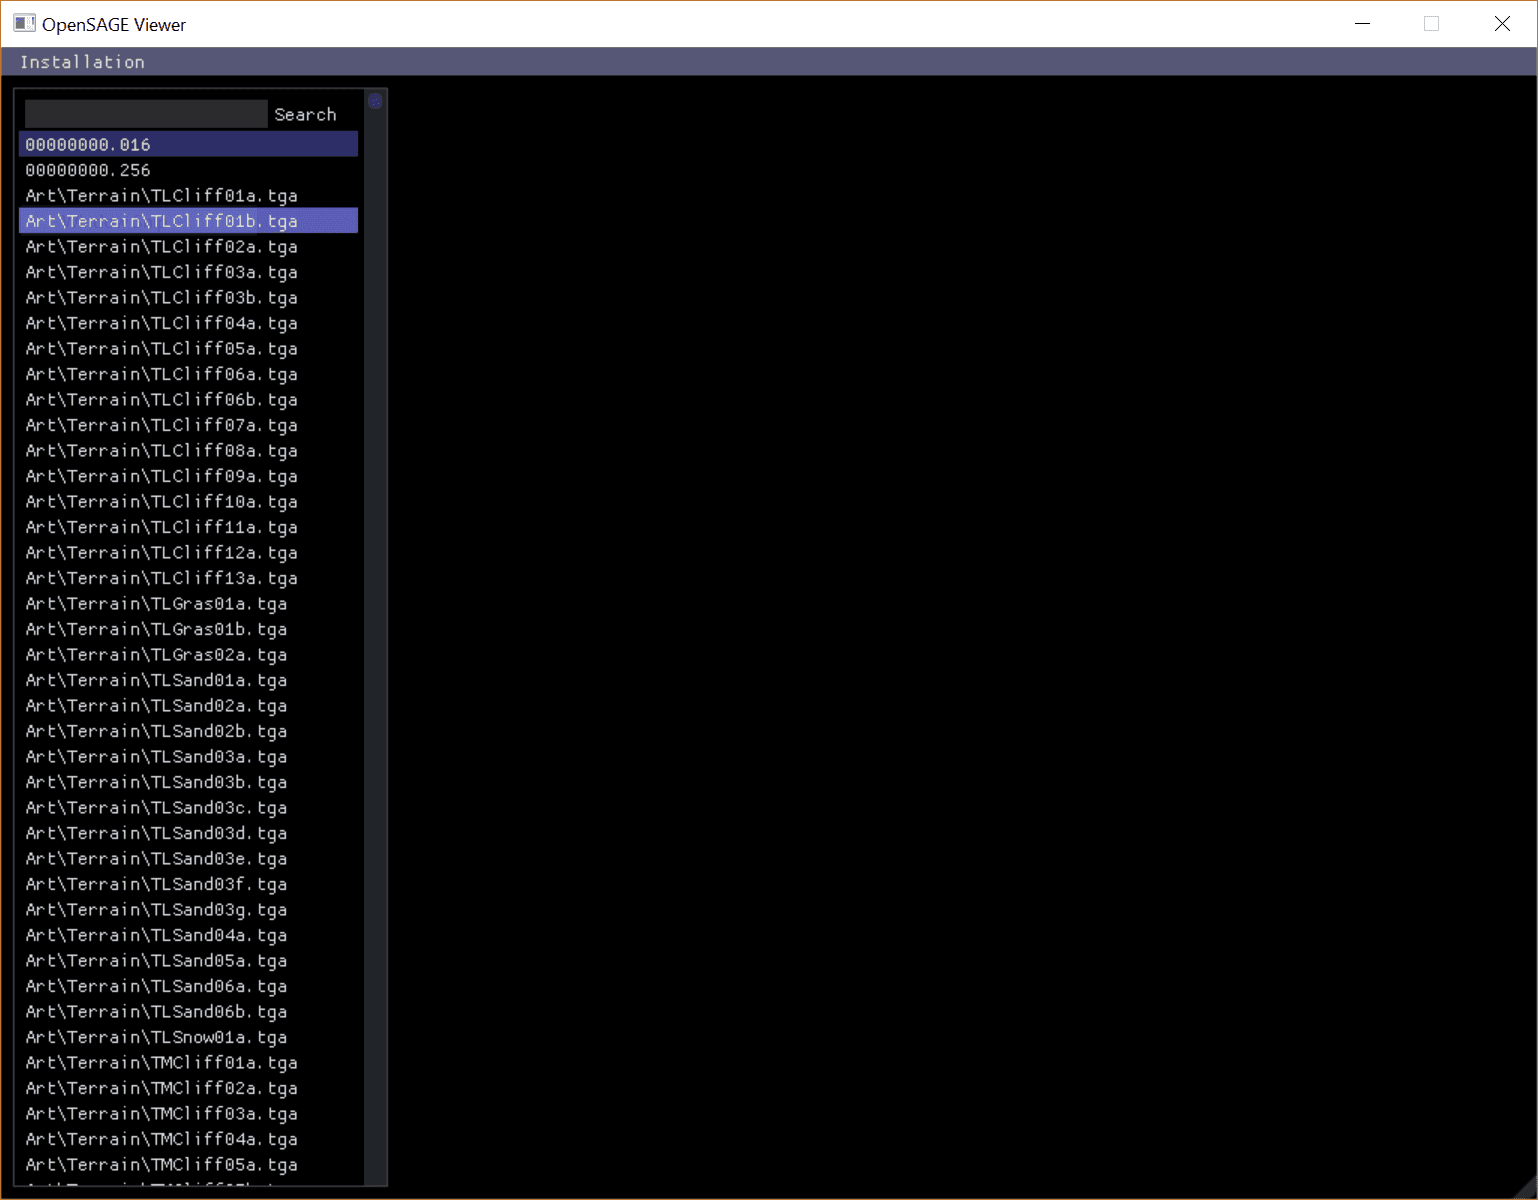 OpenSAGE Viewer
Installation
Search
00000000.016
00000000.256
Art\Terrain\TLCliff01a.tga
Art\Terrain\TLCliff01b.tga
Art\Terrain\TLCliff02a.tga
Art\Terrain\TLCliff03a.tga
Art\Terrain\TLCliff03b.tga
Art\Terrain\TLCliff04a.tga
Art\Terrain\TLCliff05a.tga
Art\Terrain\TLCliff06a.tga
Art\Terrain\TLCliff06b.tga
Art\Terrain\TLCliff07a.tga
Art\Terrain\TLCliff08a.tga
Art\Terrain\TLCliff09a.tga
Art\Terrain\TLCliff10a.tga
Art\Terrain\TLCliff11a.tga
Art\Terrain\TLCliff12a.tga
Art\Terrain\TLCliff13a.tga
Art\Terrain\TLGras01a.tga
Art\Terrain\TLGras01b.tga
Art\Terrain\TLGras02a.tga
Art\Terrain\TLSand01a.tga
Art\Terrain\TLSand02a.tga
Art\Terrain\TLSand02b.tga
Art\Terrain\TLSand03a.tga
Art\Terrain\TLSand03b.tga
Art\Terrain\TLSand03c.tga
Art\Terrain\TLSand03d.tga
Art\Terrain\TLSand03e.tga
Art\Terrain\TLSand03f.tga
Art\Terrain\TLSand03g.tga
Art\Terrain\TLSand04a.tga
Art\Terrain\TLSand05a.tga
Art\Terrain\TLSand06a.tga
Art\Terrain\TLSand06b.tga
Art\Terrain\TLSnow01a.tga
Art\Terrain\TMCliff01a.tga
Art\Terrain\TMCliff02a.tga
Art\Terrain\TMCliff03a.tga
Art\Terrain\TMCliff04a.tga
Art\Terrain\TMCliff05a.tga